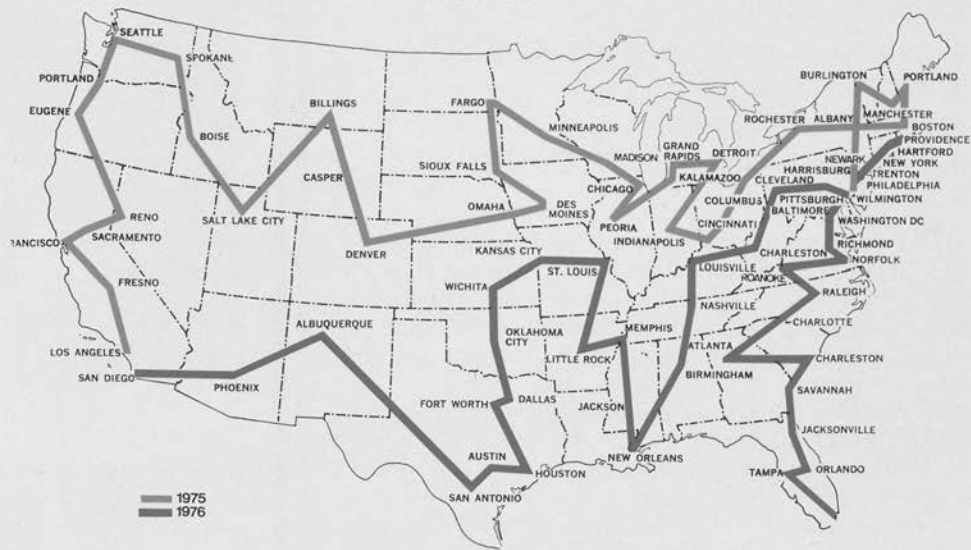 SEATTLE
SPOKANE
PORTLAND
EUGENE
BOISE
BILLINGS
CASPER
SALT LAKE CITY
RENO
SACRAMENTO
RANCISCO
FRESNO
LOS ANGELES
SAN DIEGO
PHOENIX
ALBUQUERQUE
DENVER
FARGO
MINNEAPOLIS
SIOUX FALLS
OMAHA
DES
MOINES
KANSAS CITY
WICHITA
ST. LOUIS
OKLAHOMA
CITY
LITTLE ROCK
MEMPHIS
FORT WORTH
DALLAS
AUSTIN
HOUSTON
SAN ANTONIO
JACKSON
NEW ORLEANS
MADISON
CHICAGO
PEORIA
INDIANAPOLIS
GRAND
RAPIDS
KALAMAZOO
DETROIT
CLEVELAND
COLUMBUS
CINCINNATI
LOUISVILLE
NASHVILLE
ATLANTA
BIRMINGHAM
ROCHESTER
ALBANY
BURLINGTON
PORTLAND
MANCHESTER
BOSTON
PROVIDENCE
HARTFORD
NEW YORK
NEWARK
TRENTON
HARRISBURG
PHILADELPHIA
PITTSBURGH
WILMINGTON
BALTIMORE
WASHINGTON DC
RICHMOND
CHARLESTON
NORFOLK
ROANOKE
RALEIGH
CHARLOTTE
CHARLESTON
SAVANNAH
JACKSONVILLE
TAMPA
ORLANDO
1975
1976